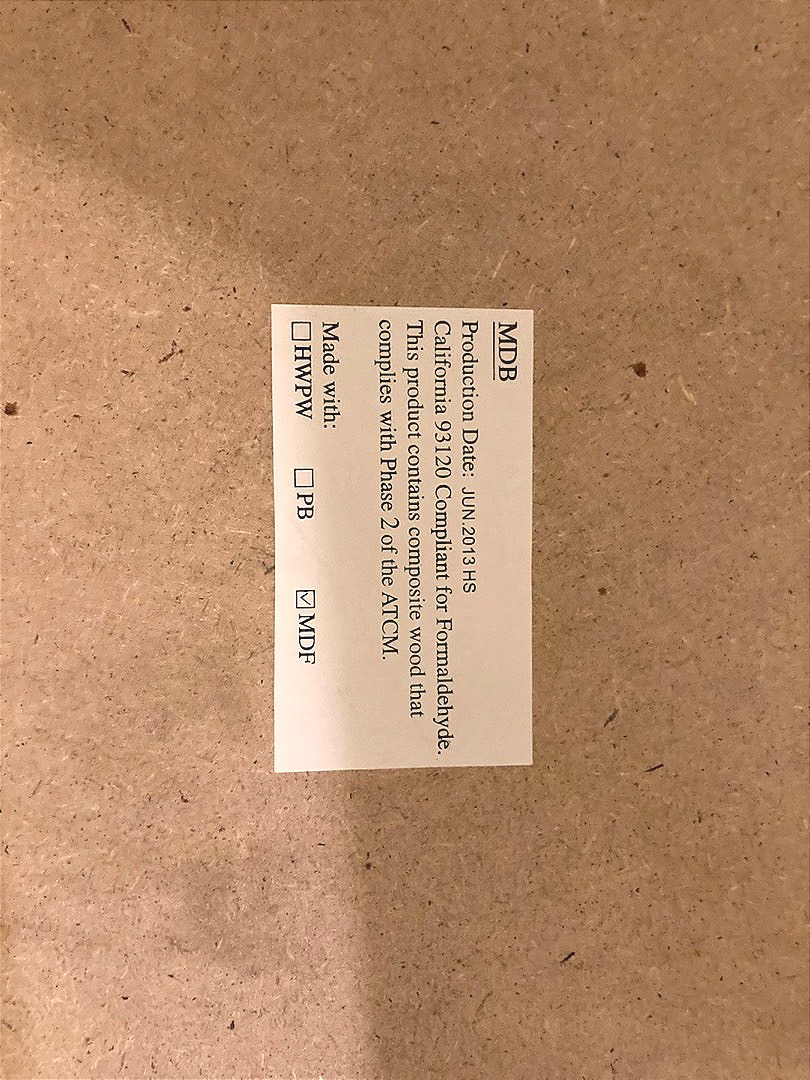 MDB
Production Date: JUN.2013 HS
California 93120 Compliant for Formaldehyde.
This product contains composite wood that
complies with Phase 2 of the ATCM.
Made with:
☐HWPW ☐PB ☑MDF